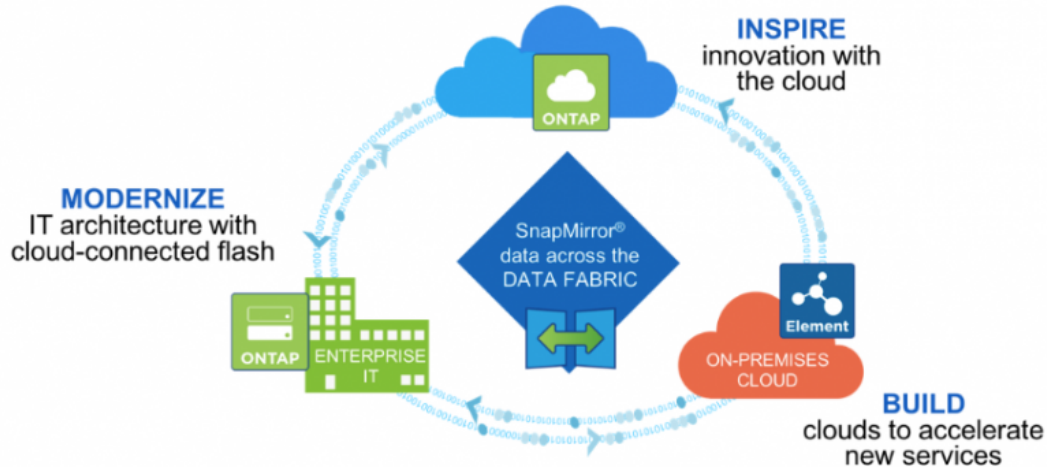 INSPIRE
innovation with
the cloud
ONTAP
MODERNIZE
IT architecture with
cloud-connected flash
SnapMirror®
data across the
DATA FABRIC
ONTAP
ENTERPRISE
IT
Element
ON-PREMISES
CLOUD
BUILD
clouds to accelerate
new services